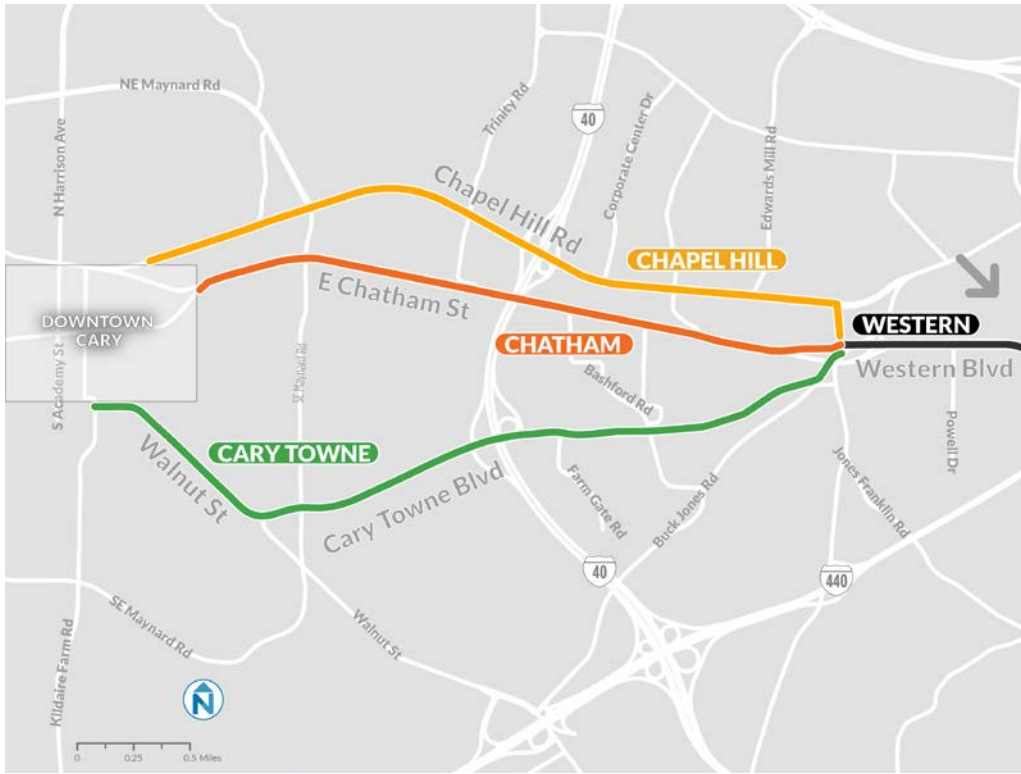 NE Maynard Rd
N Harrison Ave
Trinity Rd
40
Corporate Center Dr
Edwards Mill Rd
Chapel Hill Rd
CHAPEL HILL
E Chatham St
DOWNTOWN
CARY
CHATHAM
WESTERN
Western Blvd
S Academy St
SE Maynard Rd
Bashford Rd
Walnut St
CARY TOWNE
Cary Towne Blvd
Farm Gate Rd
Buck Jones Rd
Jones Franklin Rd
Powell Dr
40
440
SE Maynard Rd
Walnut St
Kildaire Farm Rd
N
0 0.25 0.5 Miles